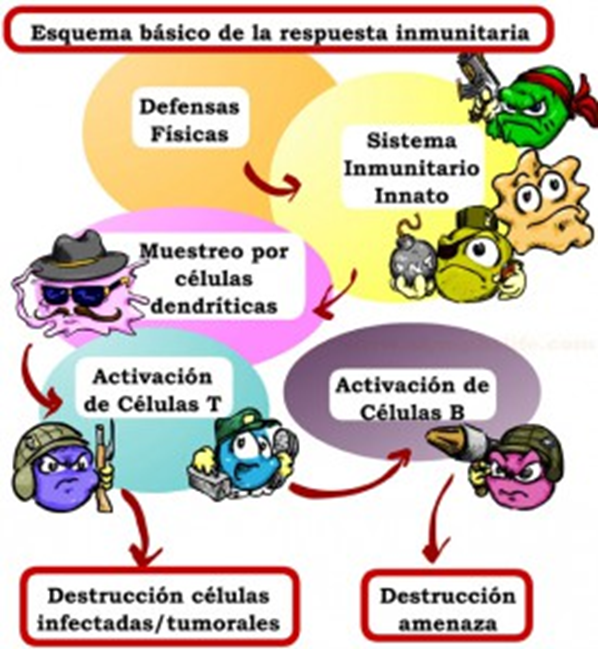 Esquema básico de la respuesta inmunitaria
Defensas
Físicas
Sistema
Inmunitario
Innato
Muestreo por
células
dendríticas
Activación
de Células T
Activación de
Células B
Destrucción células
infectadas/tumorales
Destrucción
amenaza